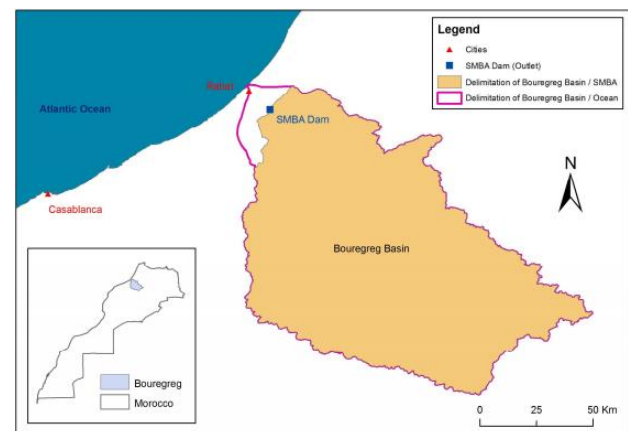 Legend
Cities
SMBA Dam (Outlet)
Delimitation of Bouregreg Basin / SMBA
Delimitation of Bouregreg Basin / Ocean
Rabat
Atlantic Ocean
SMBA Dam
N
Casablanca
Bouregreg Basin
Bouregreg
Morocco
0 25 50 Km